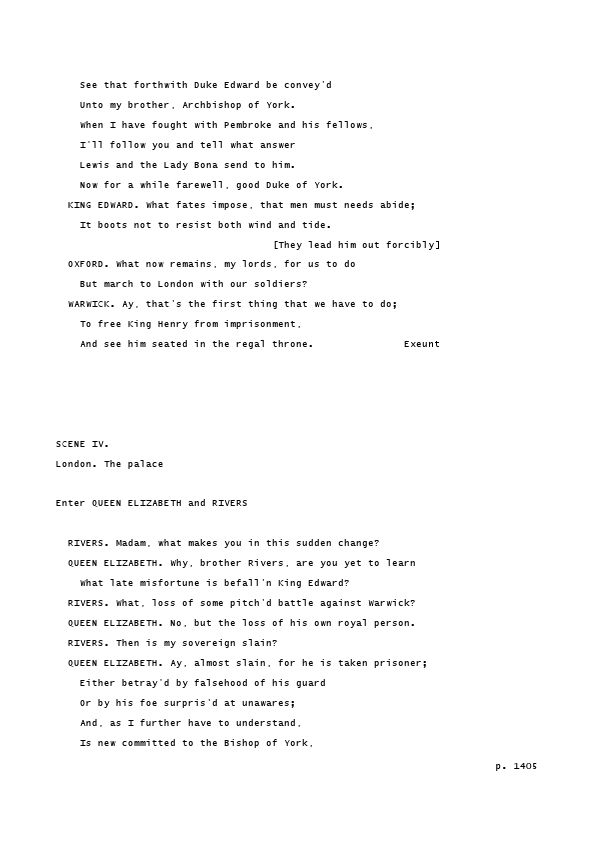 See that forthwith Duke Edward be convey'd
Unto my brother, Archbishop of York.
When I have fought with Pembroke and his fellows,
I'll follow you and tell what answer
Lewis and the Lady Bona send to him.
Now for a while farewell, good Duke of York.
KING EDWARD. What fates impose, that men must needs abide;
It boots not to resist both wind and tide.
[They lead him out forcibly]
OXFORD. What now remains, my lords, for us to do
But march to London with our soldiers?
WARWICK. Ay, that's the first thing that we have to do;
To free King Henry from imprisonment,
And see him seated in the regal throne. Exeunt
SCENE IV.
London. The palace
Enter QUEEN ELIZABETH and RIVERS
RIVERS. Madam, what makes you in this sudden change?
QUEEN ELIZABETH. Why, brother Rivers, are you yet to learn
What late misfortune is befall'n King Edward?
RIVERS. What, loss of some pitch'd battle against Warwick?
QUEEN ELIZABETH. No, but the loss of his own royal person.
RIVERS. Then is my sovereign slain?
QUEEN ELIZABETH. Ay, almost slain, for he is taken prisoner;
Either betray'd by falsehood of his guard
Or by his foe surpris'd at unawares;
And, as I further have to understand,
Is new committed to the Bishop of York,
p. 1405